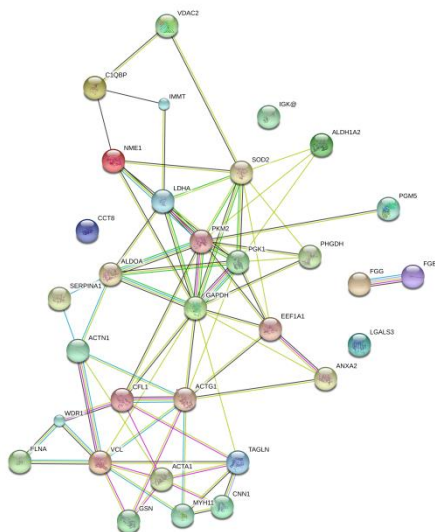 VDAC2
C1QBP
IMMT
IGK@
NME1
ALDH1A2
SOD2
LDHA
PGM5
CCT8
PKM2
PHGDH
PGK1
ALDOA
FGB
FGG
SERPINA1
GAPDH
EEF1A1
ACTN1
LGALS3
ANXA2
CFL1
ACTG1
WDR1
FLNA
VCL
TAGLN
ACTA1
CNN1
MYH11
GSN